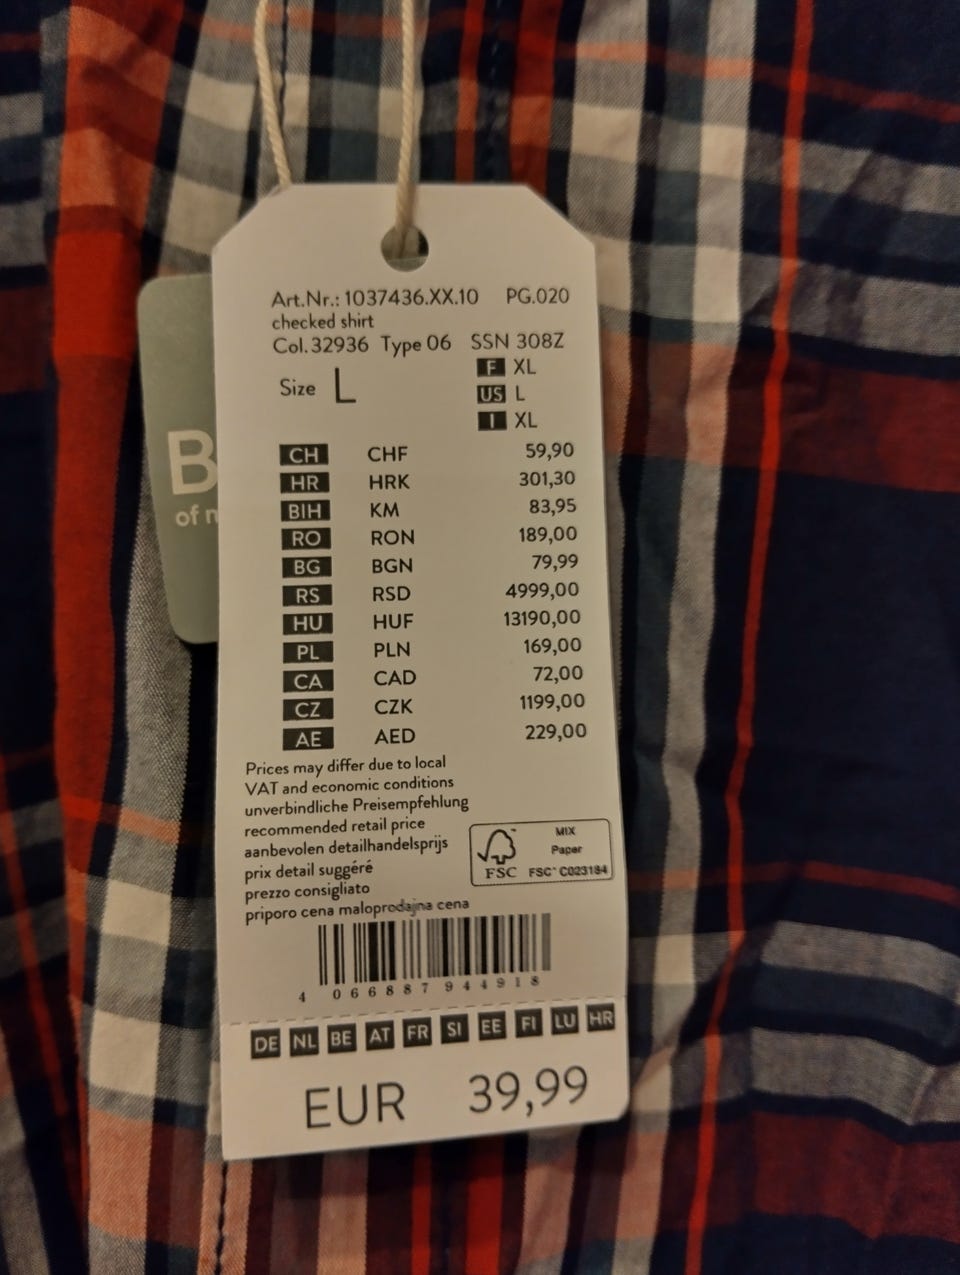 Art.Nr.: 1037436.XX.10 PG.020
checked shirt
Col.32936 Type 06 SSN 308Z
Size L
F XL
US L
I XL
CH CHF 59,90
HR HRK 301,30
BIH KM 83,95
RO RON 189,00
BG BGN 79,99
RS RSD 4999,00
HU HUF 13190,00
PL PLN 169,00
CA CAD 72,00
CZ CZK 1199,00
AE AED 229,00
B
of n
Prices may differ due to local
VAT and economic conditions
unverbindliche Preisempfehlung
recommended retail price
aanbevolen detailhandelsprijs
prix detail suggéré
prezzo consigliato
priporo cena maloprodajna cena
FSC
MIX
Paper
FSC® C023184
4 066887 944918
DE NL BE AT FR SI EE FI LU HR
EUR 39,99